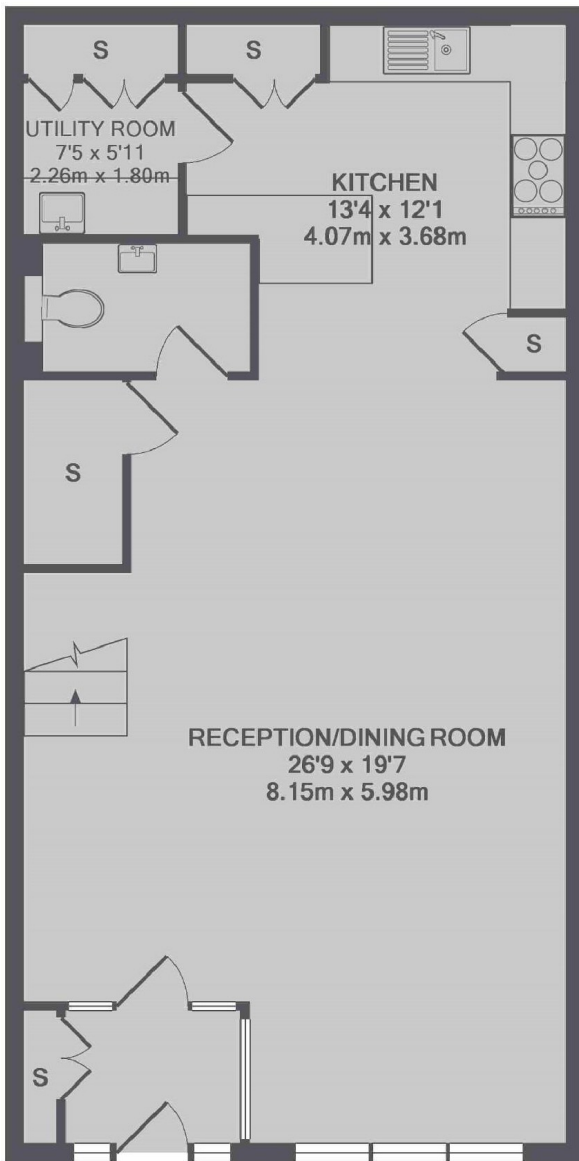 S
S
UTILITY ROOM
7'5 x 5'11
2.26m x 1.80m
KITCHEN
13'4 x 12'1
4.07m x 3.68m
S
S
RECEPTION/DINING ROOM
26'9 x 19'7
8.15m x 5.98m
S